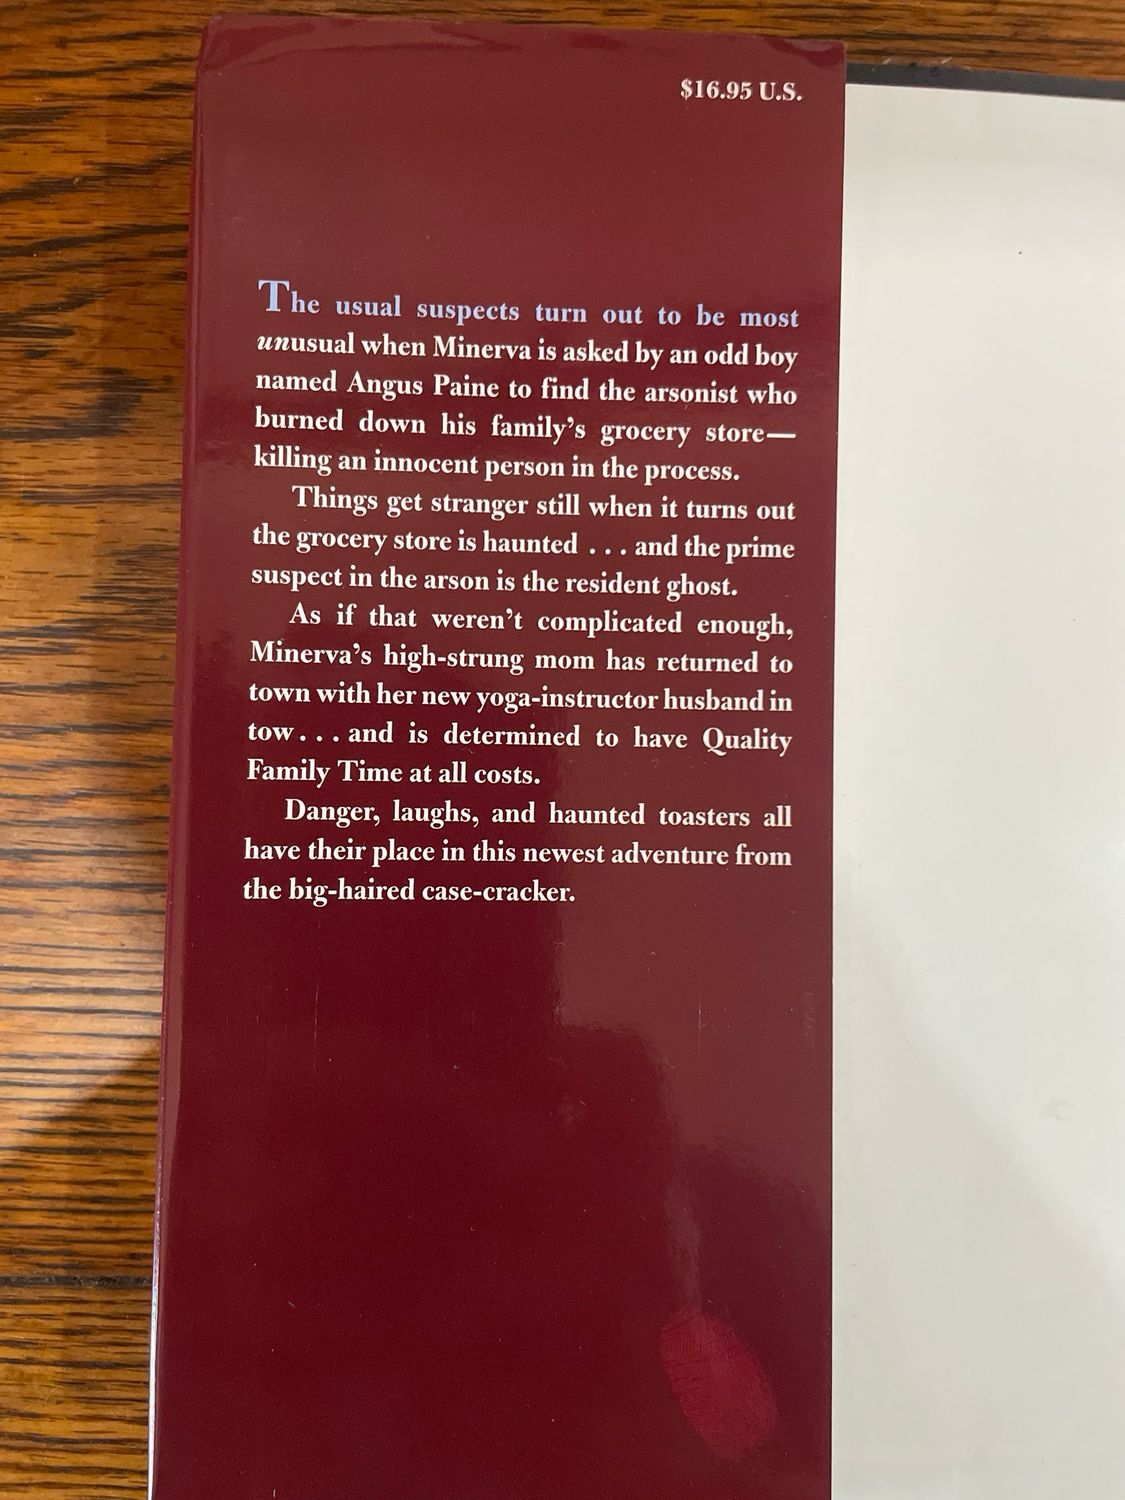 $16.95 U.S.
The usual suspects turn out to be most
unusual when Minerva is asked by an odd boy
named Angus Paine to find the arsonist who
burned down his family’s grocery store—
killing an innocent person in the process.
Things get stranger still when it turns out
the grocery store is haunted . . . and the prime
suspect in the arson is the resident ghost.
As if that weren’t complicated enough,
Minerva’s high-strung mom has returned to
town with her new yoga-instructor husband in
tow . . . and is determined to have Quality
Family Time at all costs.
Danger, laughs, and haunted toasters all
have their place in this newest adventure from
the big-haired case-cracker.